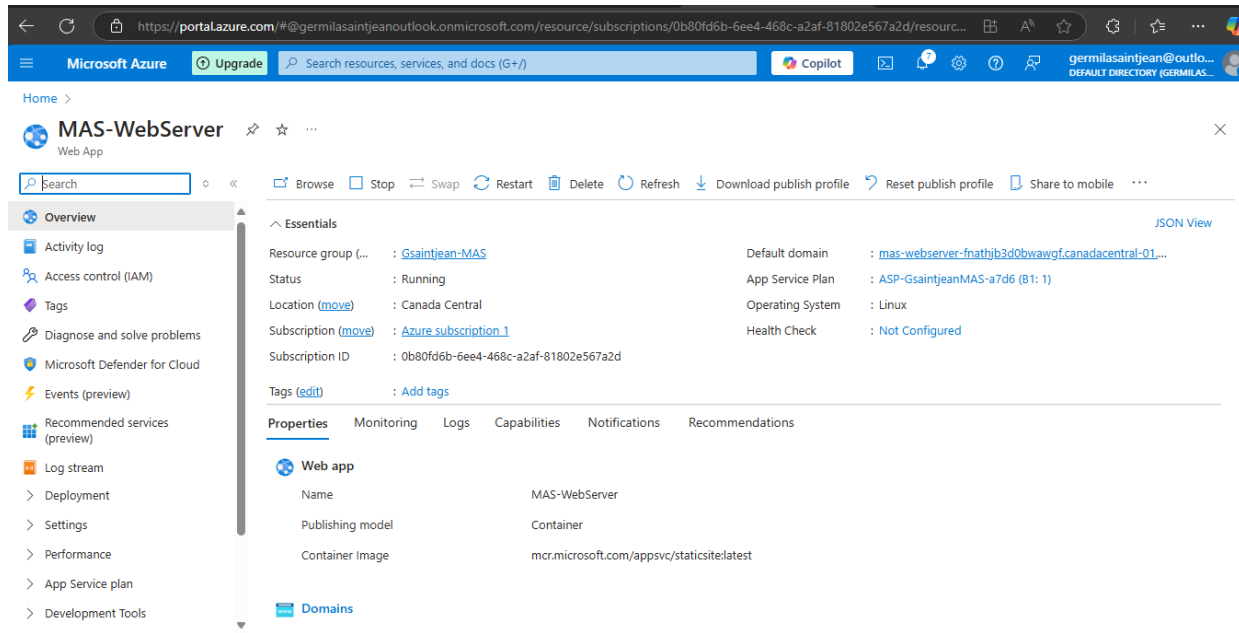 https://portal.azure.com/#@germilasaintjeanoutlook.onmicrosoft.com/resource/subscriptions/0b80fd6b-6ee4-468c-a2af-81802e567a2d/resourc...
Microsoft Azure
Upgrade
Search resources, services, and docs (G+/)
Copilot
7
germilasaintjean@outlo...
DEFAULT DIRECTORY (GERMILAS...
Home >
MAS-WebServer
Web App
Search
Browse Stop Swap Restart Delete Refresh Download publish profile Reset publish profile Share to mobile ...
Overview
Activity log
Access control (IAM)
Tags
Diagnose and solve problems
Microsoft Defender for Cloud
Events (preview)
Recommended services
(preview)
Log stream
Deployment
Settings
Performance
App Service plan
Development Tools
Essentials
JSON View
Resource group (... : Gsaintjean-MAS
Status : Running
Location (move) : Canada Central
Subscription (move) : Azure subscription 1
Subscription ID : 0b80fd6b-6ee4-468c-a2af-81802e567a2d
Default domain : mas-webserver-fnathjb3d0bwawgf.canadacentral-01....
App Service Plan : ASP-GsaintjeanMAS-a7d6 (B1: 1)
Operating System : Linux
Health Check : Not Configured
Tags (edit) : Add tags
Properties Monitoring Logs Capabilities Notifications Recommendations
Web app
Name MAS-WebServer
Publishing model Container
Container Image mcr.microsoft.com/appsvc/staticsite:latest
Domains